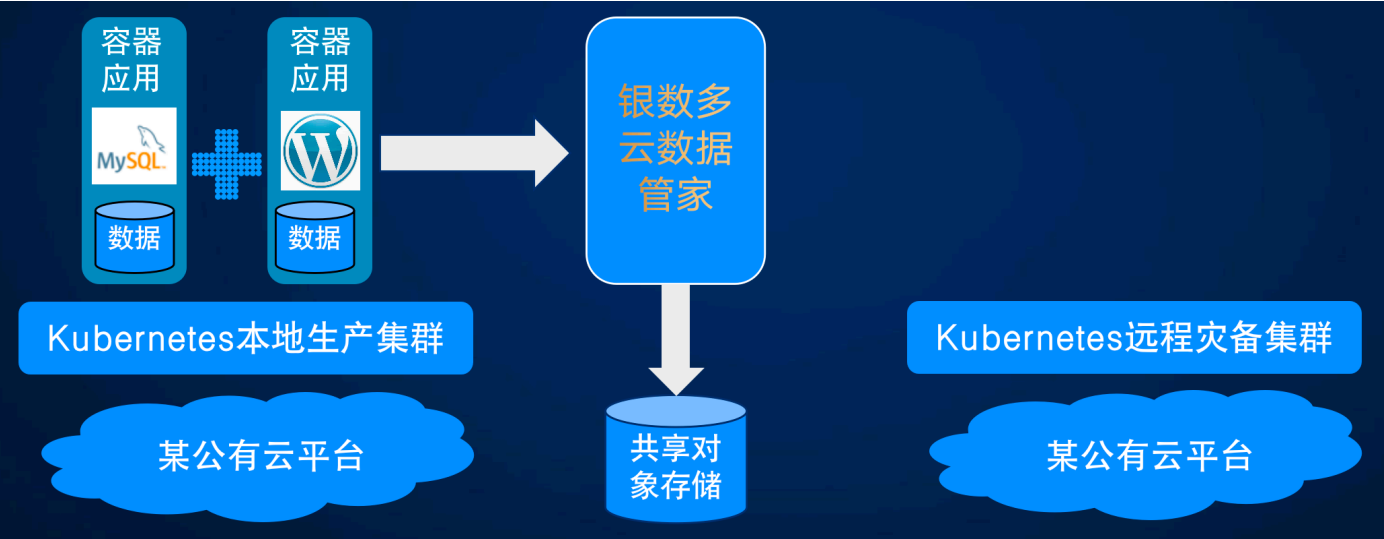 容器
应用
MySQL
数据
容器
应用
W
数据
银数多
云数据
管家
Kubernetes本地生产集群
Kubernetes远程灾备集群
某公有云平台
共享对
象存储
某公有云平台